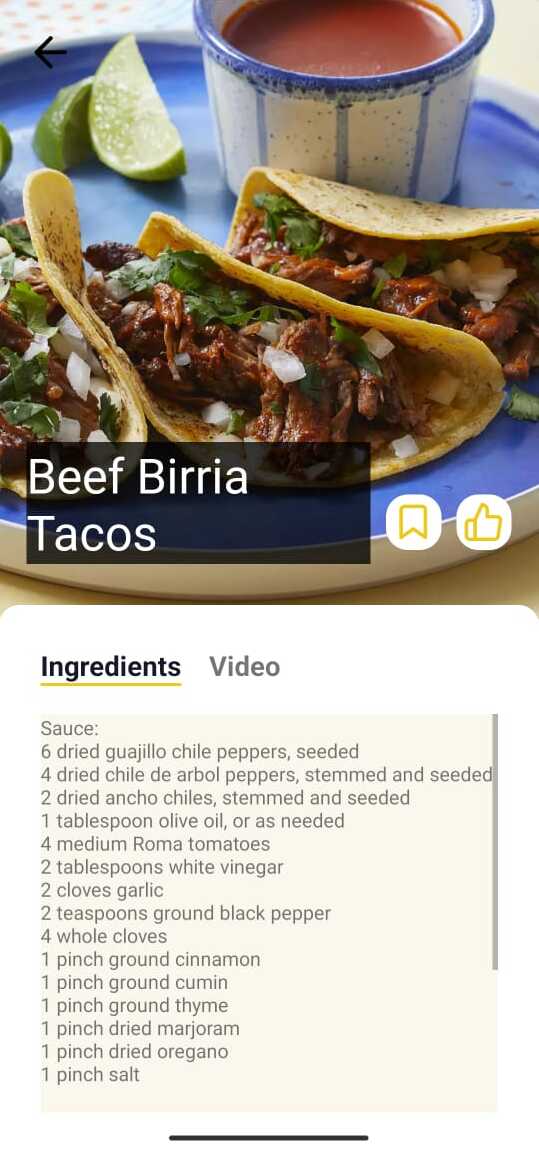 Beef Birria
Tacos
Ingredients Video
Sauce:
6 dried guajillo chile peppers, seeded
4 dried chile de arbol peppers, stemmed and seeded
2 dried ancho chiles, stemmed and seeded
1 tablespoon olive oil, or as needed
4 medium Roma tomatoes
2 tablespoons white vinegar
2 cloves garlic
2 teaspoons ground black pepper
4 whole cloves
1 pinch ground cinnamon
1 pinch ground cumin
1 pinch ground thyme
1 pinch dried marjoram
1 pinch dried oregano
1 pinch salt